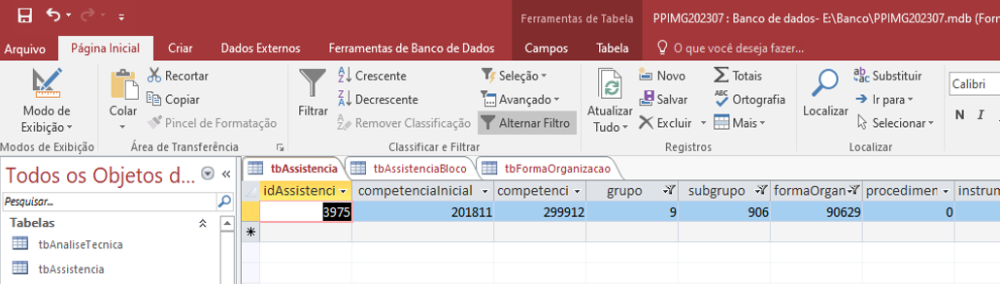 Ferramentas de Tabela
PPIMG202307 : Banco de dados- E:\Banco\PPIMG202307.mdb (Form
Arquivo
Página Inicial
Criar
Dados Externos
Ferramentas de Banco de Dados
Campos
Tabela
O que você deseja fazer...
Modo de
Exibição
Modos de Exibição
Colar
Recortar
Copiar
Pincel de Formatação
Área de Transferência
Filtrar
Crescente
Decrescente
Remover Classificação
Seleção
Avançado
Alternar Filtro
Classificar e Filtrar
Atualizar
Tudo
Novo
Salvar
Excluir
Totais
Ortografia
Mais
Registros
Localizar
Substituir
Ir para
Selecionar
Localizar
Calibri
N I
Todos os Objetos d...
Pesquisar...
Tabelas
tbAnaliseTecnica
tbAssistencia
tbAssistencia tbAssistenciaBloco tbFormaOrganizacao
idAssistenci competenciaInicial competenci grupo subgrupo formaOrgan procedimen instrum
3975 201811 299912 9 906 90629 0